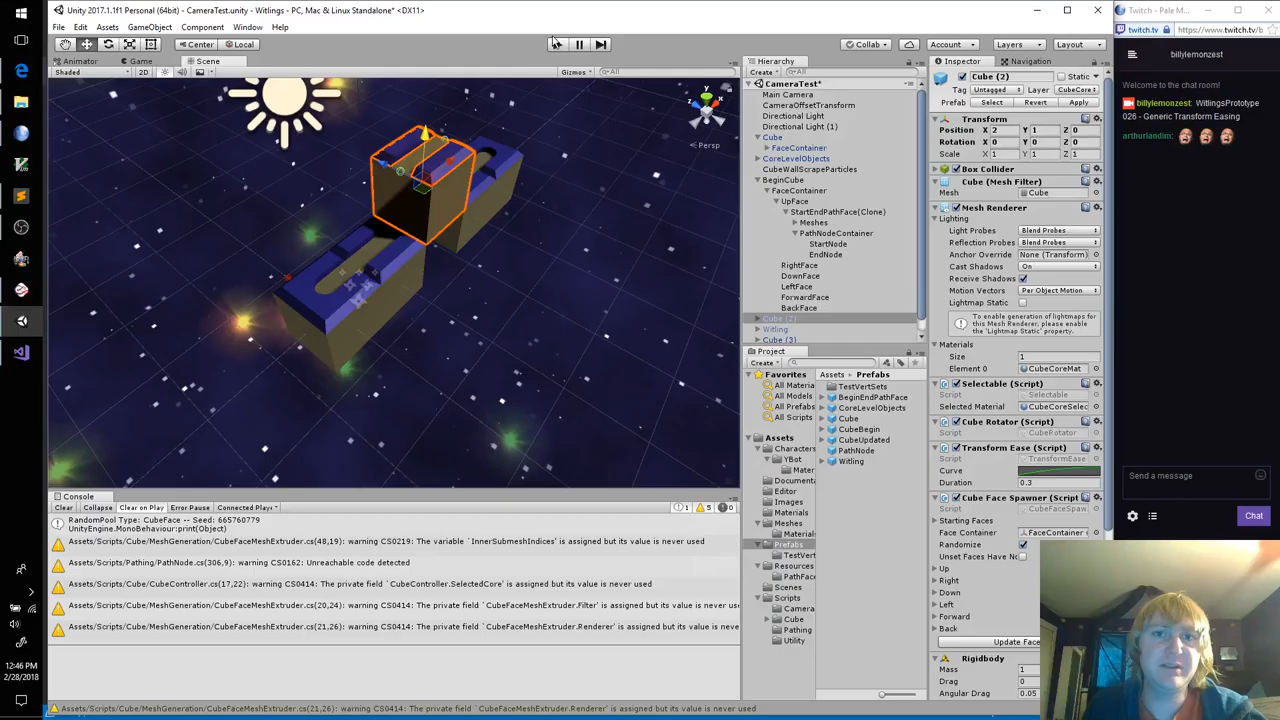 Unity 2017.1.1f1 Personal (64bit) - CameraTest.unity - Witlings - PC, Mac & Linux Standalone* <DX11>
File Edit Assets GameObject Component Window Help
Center Local
Collab Account Layers Layout
Animator Game Scene
Shaded 2D Gizmos All
Persp
Hierarchy
Create All
CameraTest*
Main Camera
CameraOffsetTransform
Directional Light
Directional Light (1)
Cube
FaceContainer
CoreLevelObjects
CubeWallScrapeParticles
BeginCube
FaceContainer
UpFace
StartEndPathFace(Clone)
Meshes
PathNodeContainer
StartNode
EndNode
RightFace
DownFace
LeftFace
ForwardFace
BackFace
Cube (2)
Witling
Cube (3)
Project
Create
Favorites
All Materia
All Models
All Prefabs
All Scripts
Assets
Characters
YBot
Mater
Documenta
Editor
Images
Materials
Meshes
Materials
Prefabs
TestVert
Resources
PathFac
Scenes
Scripts
Camera
Cube
Pathing
Utility
Assets Prefabs
TestVertSets
BeginEndPathFace
CoreLevelObjects
Cube
CubeBegin
CubeUpdated
PathNode
Witling
Inspector Navigation
Cube (2) Static
Tag Untagged Layer CubeCore
Prefab Select Revert Apply
Transform
Position X 2 Y 1 Z 0
Rotation X 0 Y 0 Z 0
Scale X 1 Y 1 Z 1
Box Collider
Cube (Mesh Filter)
Mesh Cube
Mesh Renderer
Lighting
Light Probes Blend Probes
Reflection Probes Blend Probes
Anchor Override None (Transform)
Cast Shadows On
Receive Shadows
Motion Vectors Per Object Motion
Lightmap Static
To enable generation of lightmaps for
this Mesh Renderer, please enable
the 'Lightmap Static' property.
Materials
Size 1
Element 0 CubeCoreMat
Selectable (Script)
Script Selectable
Selected Material CubeCoreSelec
Cube Rotator (Script)
Script CubeRotator
Transform Ease (Script)
Script TransformEase
Curve
Duration 0.3
Cube Face Spawner (Script
Script CubeFaceSpaw
Starting Faces
Face Container FaceContainer
Randomize
Unset Faces Have No
Up
Right
Down
Left
Forward
Back
Update Face
Rigidbody
Mass 1
Drag 0
Angular Drag 0.05
Console
Clear Collapse Clear on Play Error Pause Connected Play 1 5 0
RandomPool Type: CubeFace -- Seed: 665760779
UnityEngine.MonoBehaviour:print(Object)
Assets/Scripts/Cube/MeshGeneration/CubeFaceMeshExtruder.cs(48,19): warning CS0219: The variable `InnerSubmeshIndices' is assigned but its value is never used
Assets/Scripts/Pathing/PathNode.cs(306,9): warning CS0162: Unreachable code detected
Assets/Scripts/Cube/CubeController.cs(17,22): warning CS0414: The private field `CubeController.SelectedCore' is assigned but its value is never used
Assets/Scripts/Cube/MeshGeneration/CubeFaceMeshExtruder.cs(20,24): warning CS0414: The private field `CubeFaceMeshExtruder.Filter' is assigned but its value is never use
Assets/Scripts/Cube/MeshGeneration/CubeFaceMeshExtruder.cs(21,26): warning CS0414: The private field `CubeFaceMeshExtruder.Renderer' is assigned but its value is never us
Assets/Scripts/Cube/MeshGeneration/CubeFaceMeshExtruder.cs(21,26): warning CS0414: The private field `CubeFaceMeshExtruder.Renderer' is assigned but its value is never used
12:46 PM
2/28/2018
Twitch - Pale M
twitch.tv https://www.twitch.tv/b
billylemonzest
Welcome to the chat room!
billylemonzest: WitlingsPrototype
026 - Generic Transform Easing
arthurlandim:
Send a message
Chat